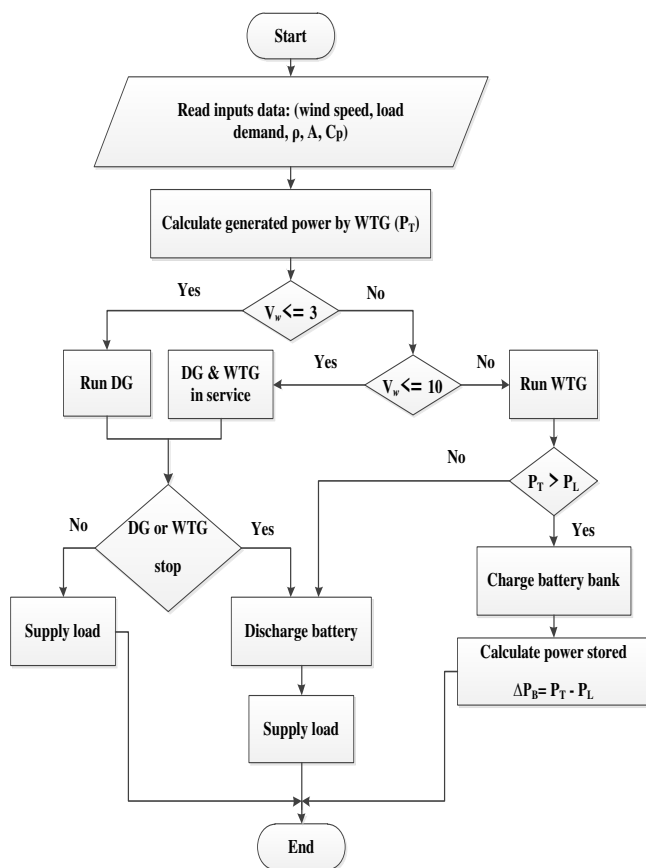 Start
Read inputs data: (wind speed, load
demand, ρ, A, Cp)
Calculate generated power by WTG (PT)
Yes
No
Vw<= 3
Run DG
DG & WTG
in service
Yes
Vw<= 10
No
Run WTG
No
PT > PL
Yes
No
DG or WTG
stop
Yes
Charge battery bank
Supply load
Discharge battery
Calculate power stored
ΔPB= PT - PL
Supply load
End